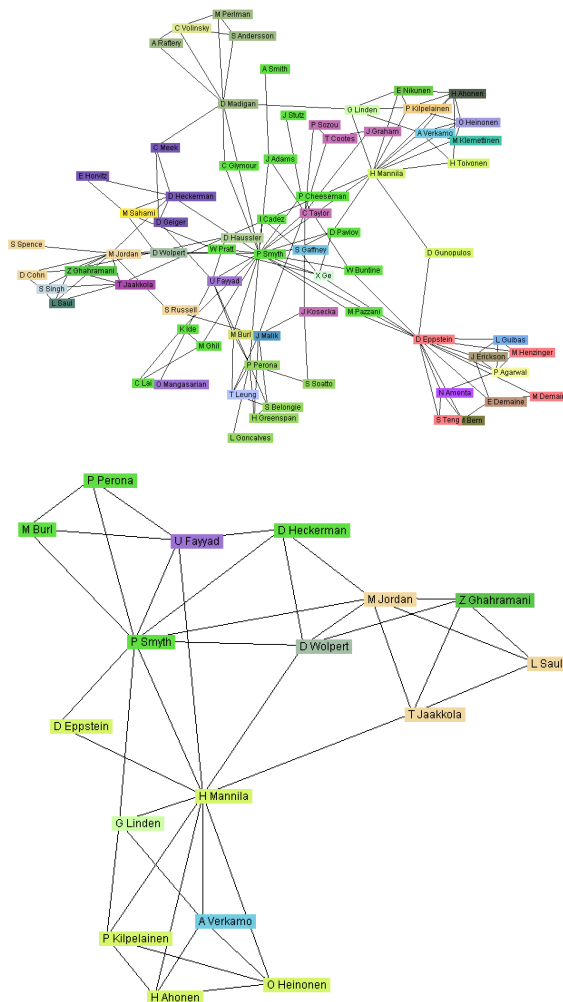 M Perlman
C Volinsky
S Andersson
A Raftery
A Smith
E Nikunen
H Ahonen
D Madigan
G Linden
P Kilpelainen
J Stutz
P Sozou
O Heinonen
J Graham
A Verkamo
T Cootes
M Klemettinen
C Meek
J Adams
H Toivonen
C Glymour
H Mannila
E Horvitz
D Heckerman
P Cheeseman
M Sahami
C Taylor
D Geiger
I Cadez
D Pavlov
D Haussler
S Spence
M Jordan
D Wolpert
W Pratt
P Smyth
S Gaffney
D Gunopulos
D Cohn
Z Ghahramani
X Ge
W Buntine
S Singh
T Jaakkola
U Fayyad
L Saul
S Russell
J Kosecka
M Pazzani
K Ide
M Burl
J Malik
D Eppstein
L Guibas
M Ghil
M Henzinger
J Erickson
P Perona
P Agarwal
C Lai
O Mangasarian
S Soatto
T Leung
N Amenta
M Demaine
E Demaine
S Belongie
H Greenspan
S Teng
M Bern
L Goncalves
P Perona
M Burl
U Fayyad
D Heckerman
M Jordan
Z Ghahramani
P Smyth
D Wolpert
L Saul
T Jaakkola
D Eppstein
H Mannila
G Linden
A Verkamo
P Kilpelainen
O Heinonen
H Ahonen